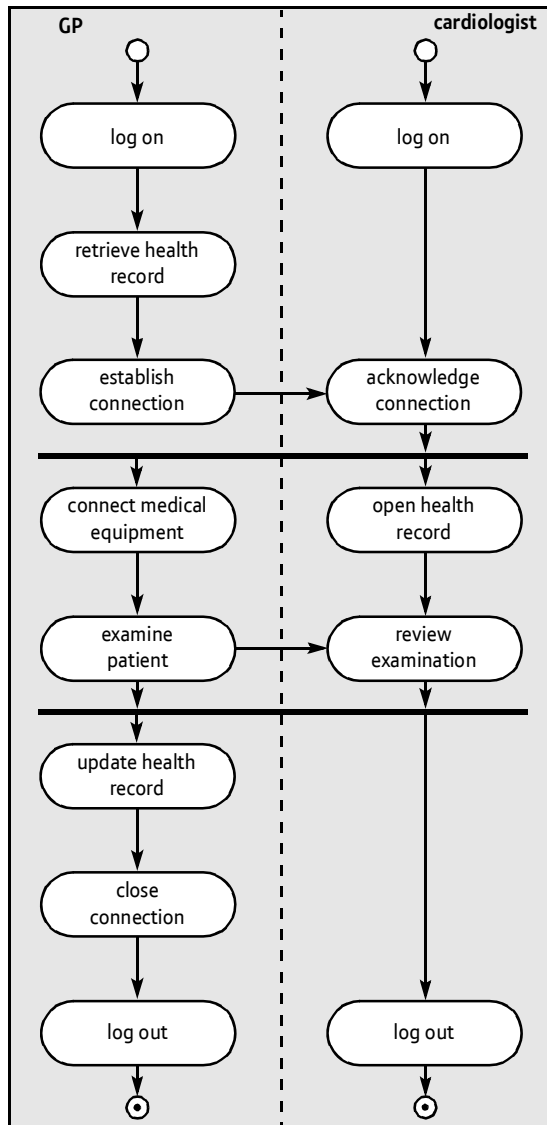 GP
cardiologist
log on
log on
retrieve health
record
establish
connection
acknowledge
connection
connect medical
equipment
open health
record
examine
patient
review
examination
update health
record
close
connection
log out
log out